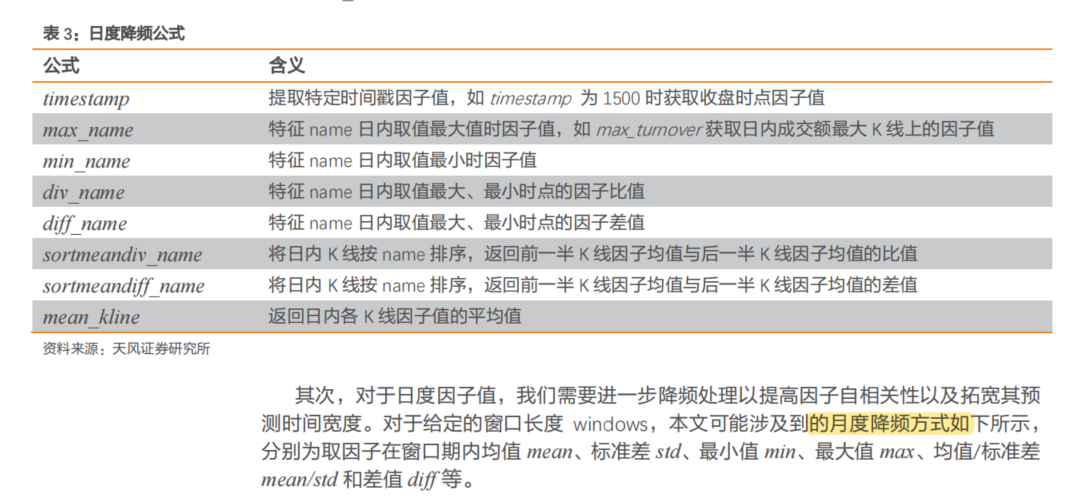 表 3：日度降频公式
公式 含义
timestamp 提取特定时间戳因子值，如 timestamp 为 1500 时获取收盘时点因子值
max_name 特征 name 日内取值最大值时因子值，如 max_turnover 获取日内成交额最大 K 线上的因子值
min_name 特征 name 日内取值最小时因子值
div_name 特征 name 日内取值最大、最小时点的因子比值
diff_name 特征 name 日内取值最大、最小时点的因子差值
sortmeandiv_name 将日内 K 线按 name 排序，返回前一半 K 线因子均值与后一半 K 线因子均值的比值
sortmeandiff_name 将日内 K 线按 name 排序，返回前一半 K 线因子均值与后一半 K 线因子均值的差值
mean_kline 返回日内各 K 线因子值的平均值
资料来源：天风证券研究所
其次，对于日度因子值，我们需要进一步降频处理以提高因子自相关性以及拓宽其预
测时间宽度。对于给定的窗口长度 windows，本文可能涉及到的月度降频方式如下所示，
分别为取因子在窗口期内均值 mean、标准差 std、最小值 min、最大值 max、均值/标准差
mean/std 和差值 diff 等。